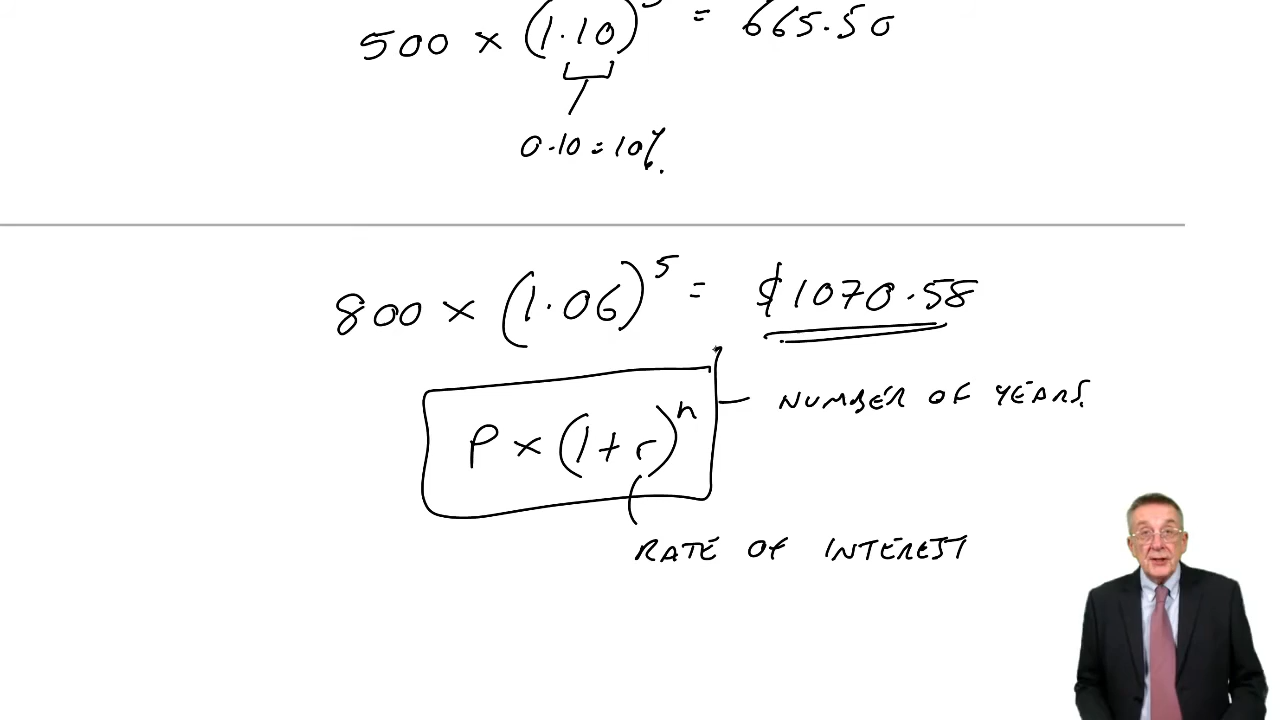 500 × (1.10) = 665.50
0.10 = 10%.
800 × (1.06)^5 = $1070.58
NUMBER OF YEARS.
P × (1 + r)^n
RATE OF INTEREST